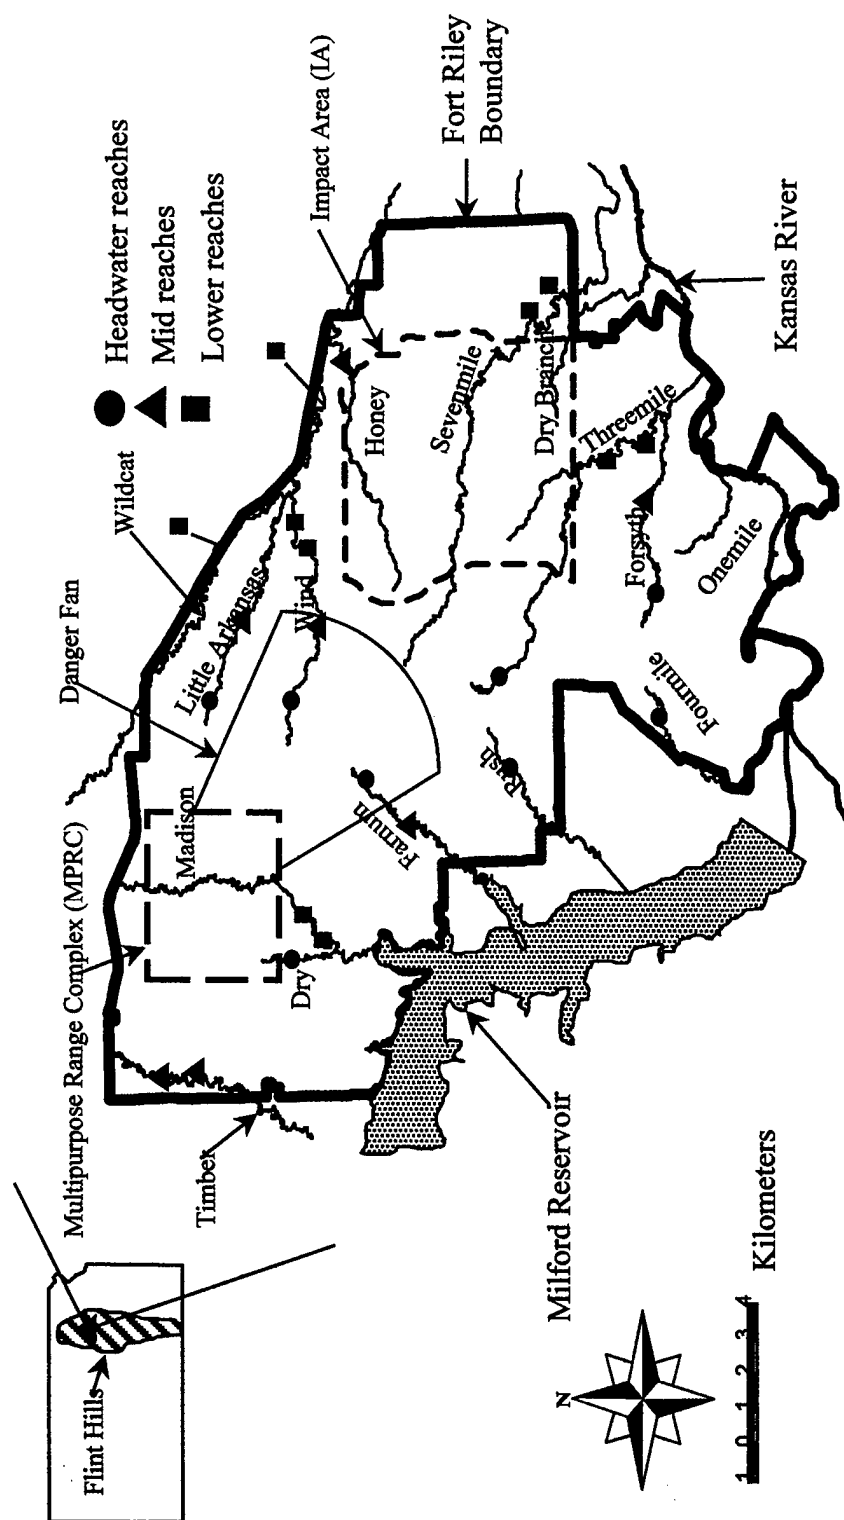 Flint Hills
Multipurpose Range Complex (MPRC)
Danger Fan
Wildcat
Headwater reaches
Mid reaches
Lower reaches
Impact Area (IA)
Fort Riley
Boundary
Timber
Dry
Madison
Little Arkansas
Wind
Honey
Farnum
Rush
Sevenmile
Dry Branch
Threemile
Forsyth
Fourmile
Onemile
Milford Reservoir
Kansas River
N
1 0 1 2 3 4
Kilometers